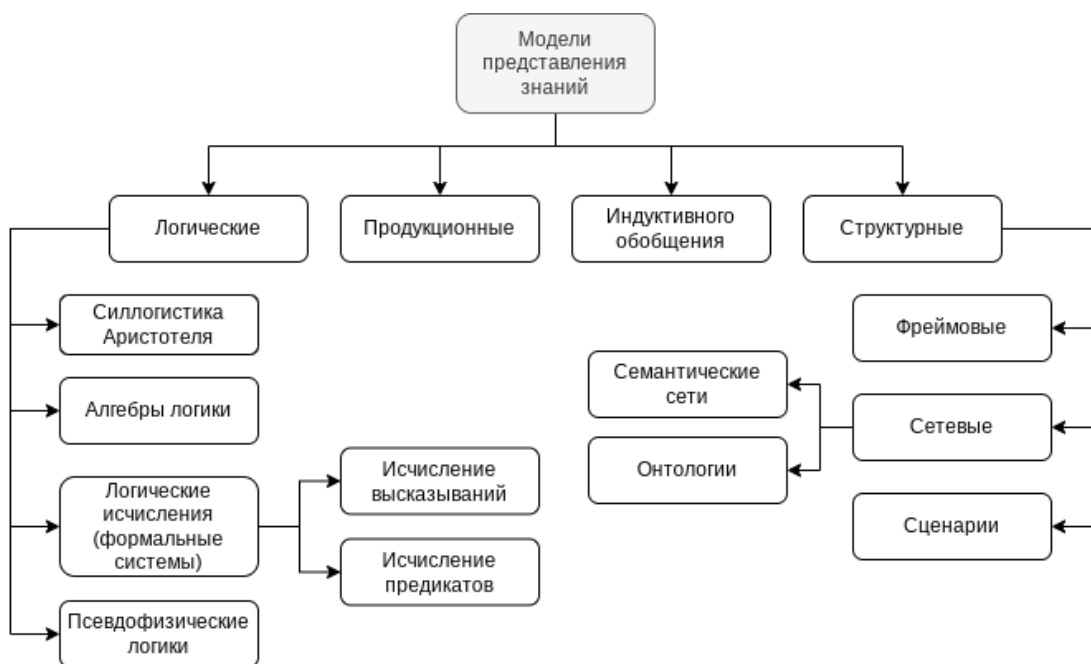 Модели
представления
знаний
Логические
Продукционные
Индуктивного
обобщения
Структурные
Силлогистика
Аристотеля
Алгебры логики
Логические
исчисления
(формальные
системы)
Псевдофизические
логики
Исчисление
высказываний
Исчисление
предикатов
Семантические
сети
Онтологии
Фреймовые
Сетевые
Сценарии